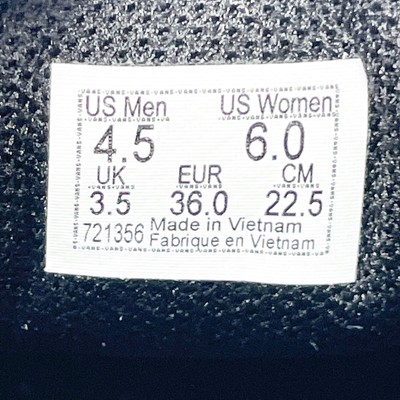 US Men US Women
4.5 6.0
UK EUR CM
3.5 36.0 22.5
721356 Made in Vietnam
Fabrique en Vietnam